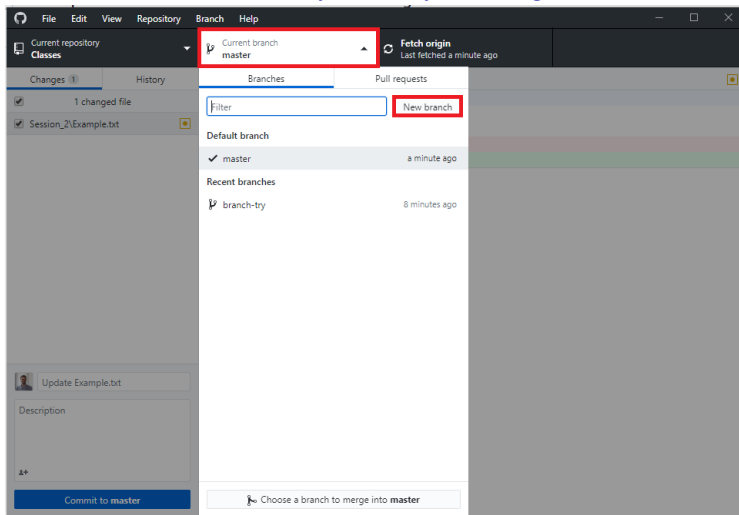 File Edit View Repository Branch Help
Current repository
Classes
Current branch
master
Fetch origin
Last fetched a minute ago
Changes 1 History
Branches Pull requests
1 changed file
Filter New branch
Session_2\Example.txt
Default branch
master a minute ago
Recent branches
branch-try 8 minutes ago
Update Example.txt
Description
Commit to master
Choose a branch to merge into master